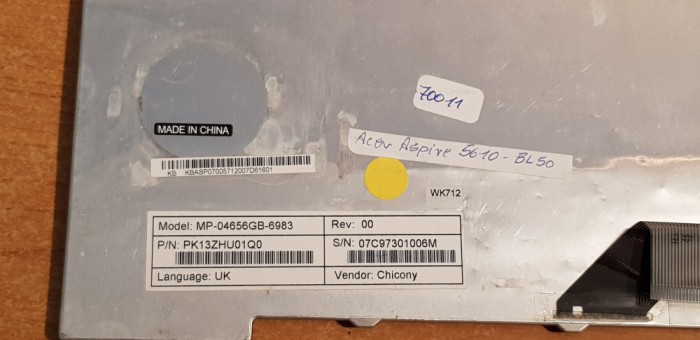 70011
MADE IN CHINA
Acer Aspire 5610 - BL50
KB KBASP07005712007D61601
WK712
Model: MP-04656GB-6983
Rev: 00
P/N: PK13ZHU01Q0
S/N: 07C97301006M
Language: UK
Vendor: Chicony